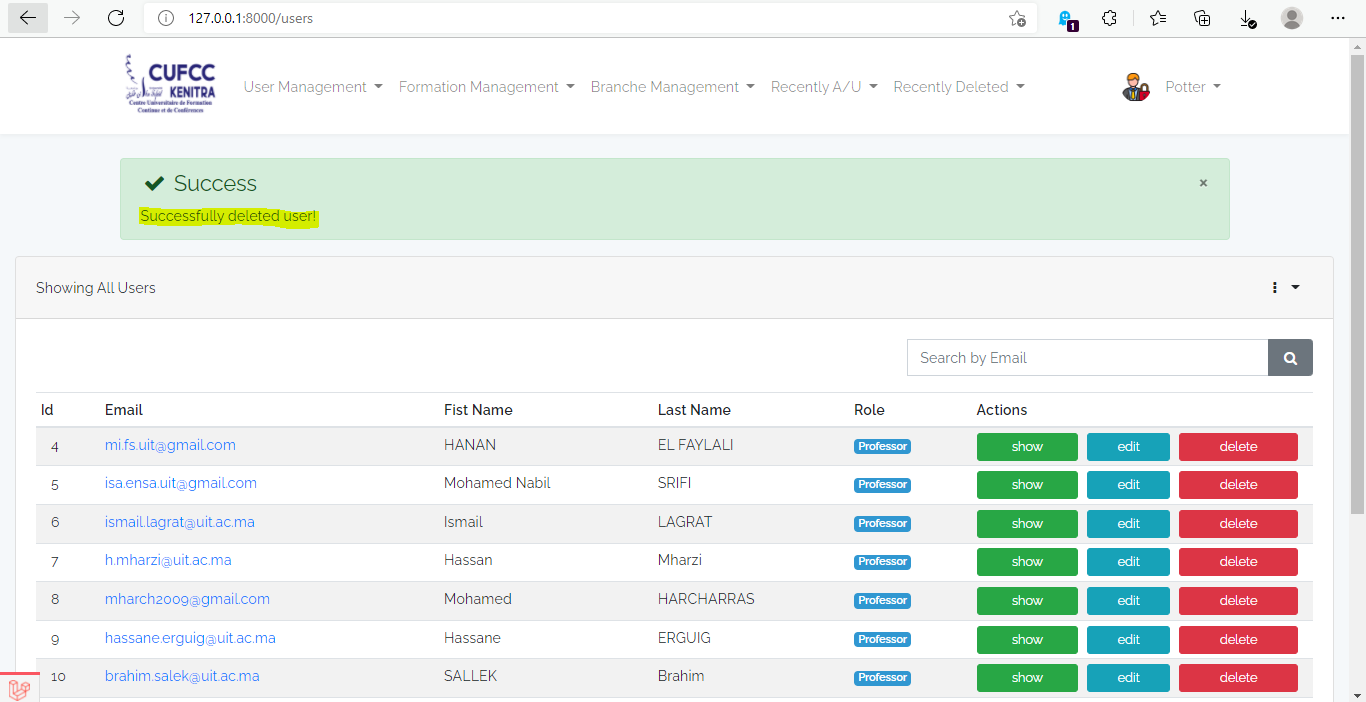 127.0.0.1:8000/users
1
CUFCC
KENITRA
Centre Universitaire de Formation
Continue et de Conférences
User Management
Formation Management
Branche Management
Recently A/U
Recently Deleted
Potter
Success
×
Successfully deleted user!
Showing All Users
Search by Email
Id Email Fist Name Last Name Role Actions
4 mi.fs.uit@gmail.com HANAN EL FAYLALI Professor show edit delete
5 isa.ensa.uit@gmail.com Mohamed Nabil SRIFI Professor show edit delete
6 ismail.lagrat@uit.ac.ma Ismail LAGRAT Professor show edit delete
7 h.mharzi@uit.ac.ma Hassan Mharzi Professor show edit delete
8 mharch2009@gmail.com Mohamed HARCHARRAS Professor show edit delete
9 hassane.erguig@uit.ac.ma Hassane ERGUIG Professor show edit delete
10 brahim.salek@uit.ac.ma SALLEK Brahim Professor show edit delete